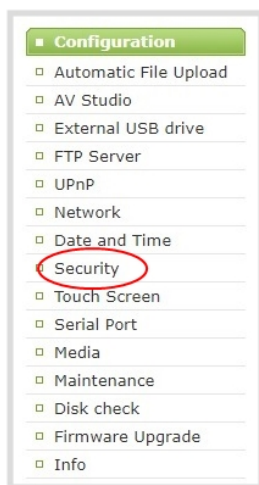 Configuration
Automatic File Upload
AV Studio
External USB drive
FTP Server
UPnP
Network
Date and Time
Security
Touch Screen
Serial Port
Media
Maintenance
Disk check
Firmware Upgrade
Info